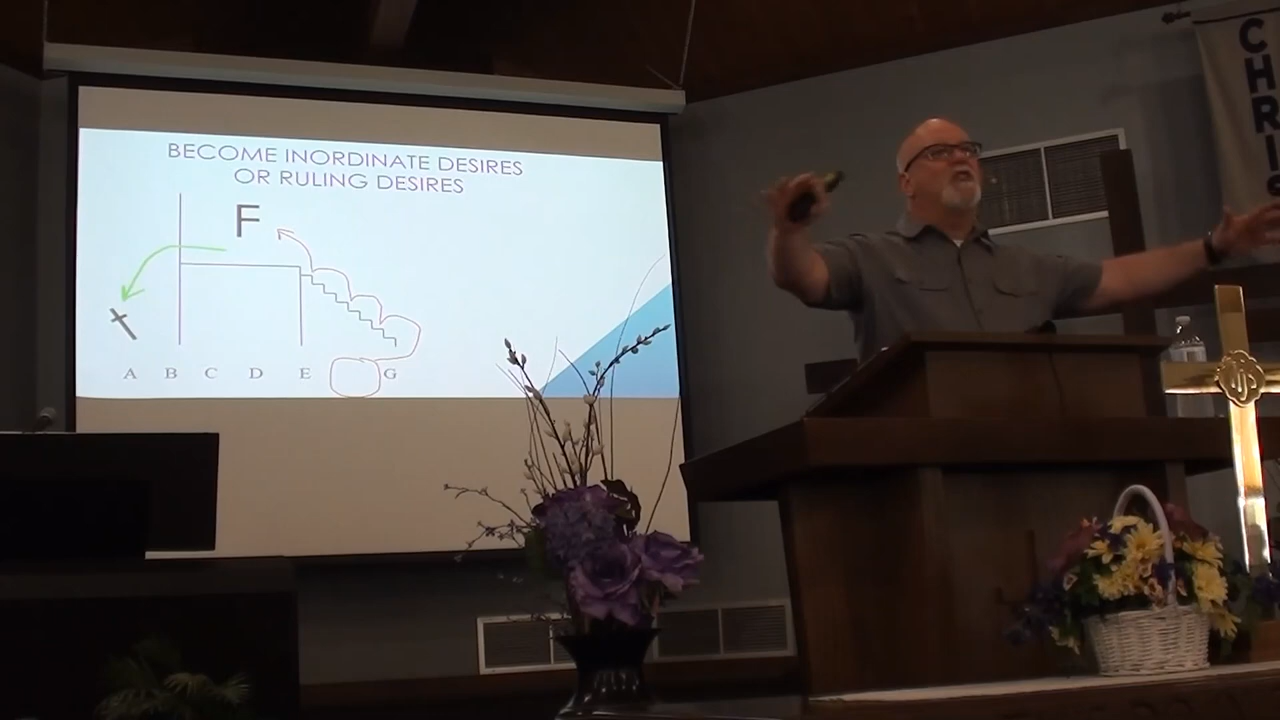 BECOME INORDINATE DESIRES
OR RULING DESIRES
F
t
A B C D E G
CHRIS